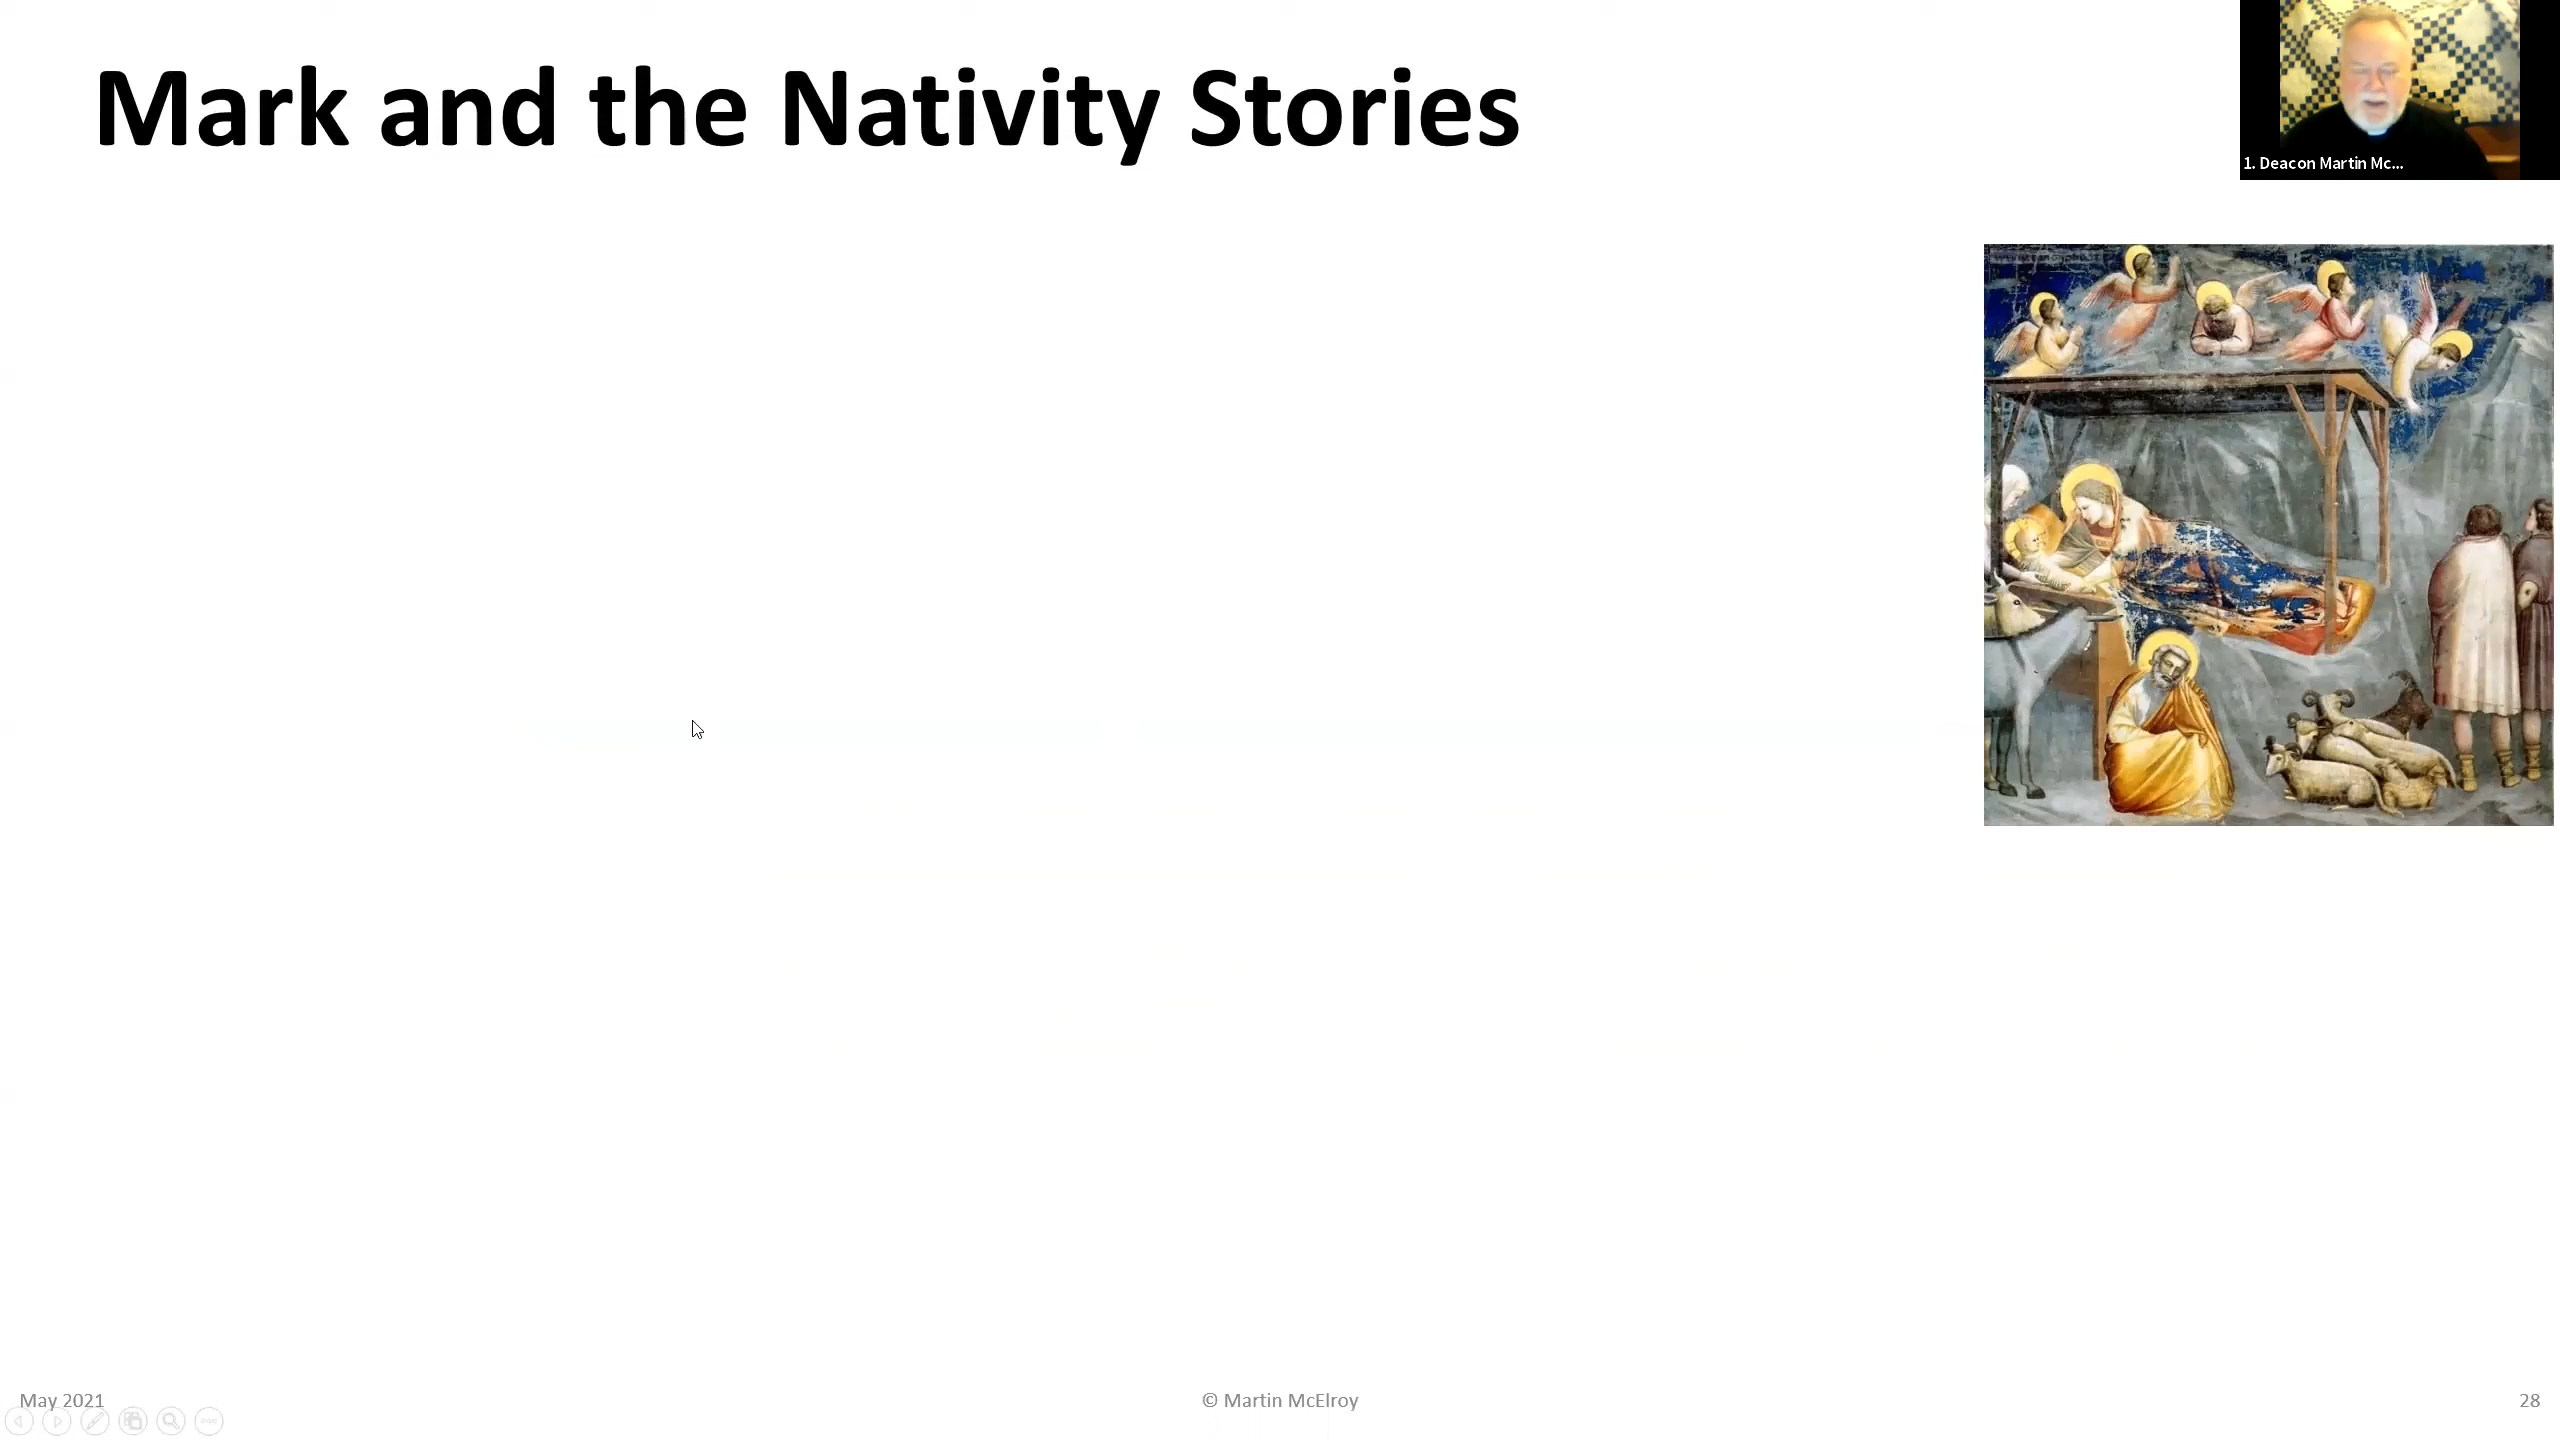 Mark and the Nativity Stories
1. Deacon Martin Mc...
May 2021
© Martin McElroy
28